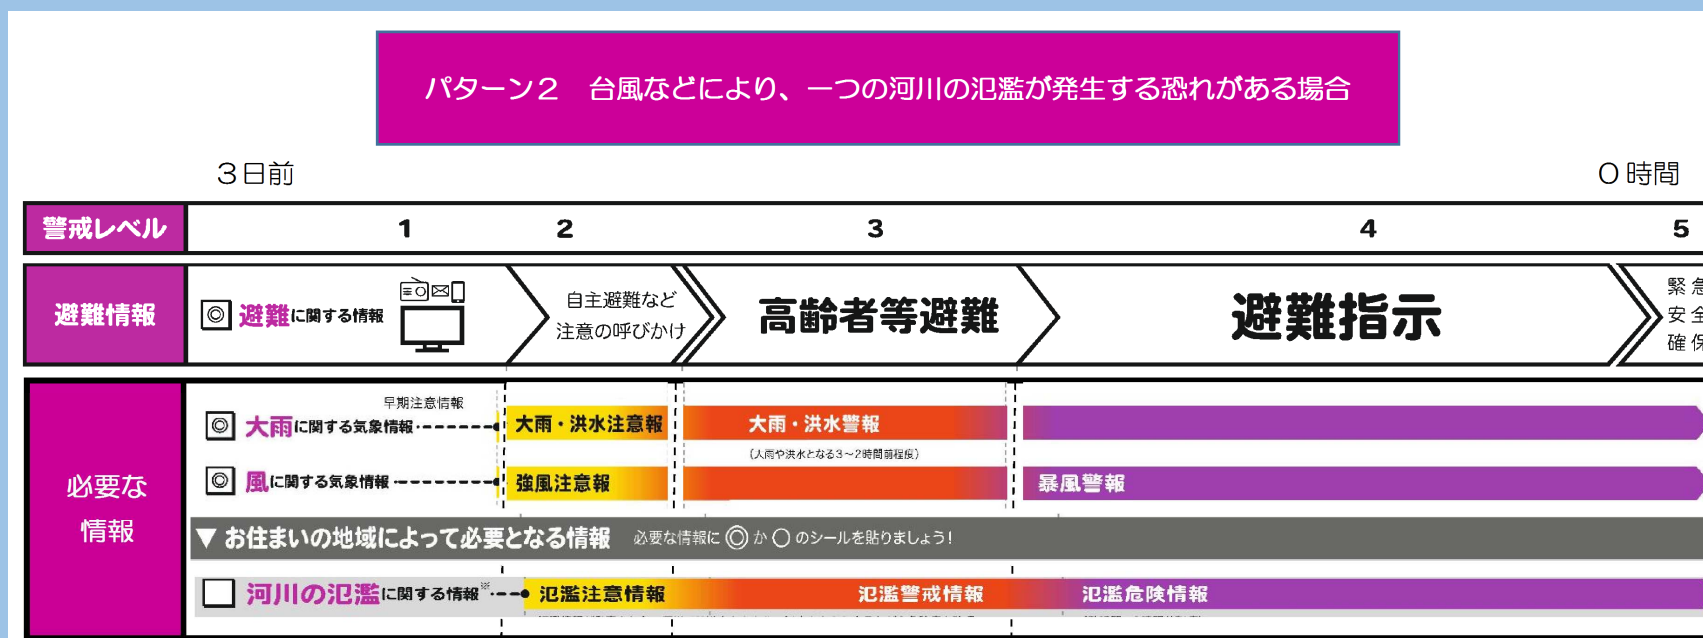 パターン２　台風などにより、一つの河川の氾濫が発生する恐れがある場合
３日前
０時間
警戒レベル
1
2
3
4
5
避難情報
◎ 避難に関する情報
自主避難など
注意の呼びかけ
高齢者等避難
避難指示
緊急
安全
確保
必要な
情報
早期注意情報
◎ 大雨に関する気象情報
大雨・洪水注意報
大雨・洪水警報
（大雨や洪水となる3～2時間前程度）
◎ 風に関する気象情報
強風注意報
暴風警報
▼ お住まいの地域によって必要となる情報　必要な情報に ◎ か ○ のシールを貼りましょう！
河川の氾濫に関する情報※
氾濫注意情報
氾濫警戒情報
氾濫危険情報